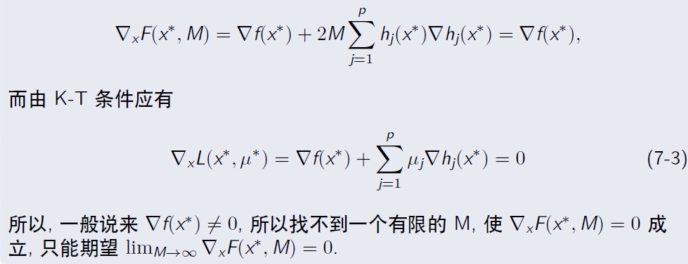 ∇ₓF(x*, M) = ∇f(x*) + 2M ∑_{j=1}^{p} hⱼ(x*)∇hⱼ(x*) = ∇f(x*),
而由 K-T 条件应有
∇ₓL(x*, μ*) = ∇f(x*) + ∑_{j=1}^{p} μⱼ∇hⱼ(x*) = 0 (7-3)
所以, 一般说来 ∇f(x*) ≠ 0, 所以找不到一个有限的 M, 使 ∇ₓF(x*, M) = 0 成
立, 只能期望 lim_{M→∞} ∇ₓF(x*, M) = 0.